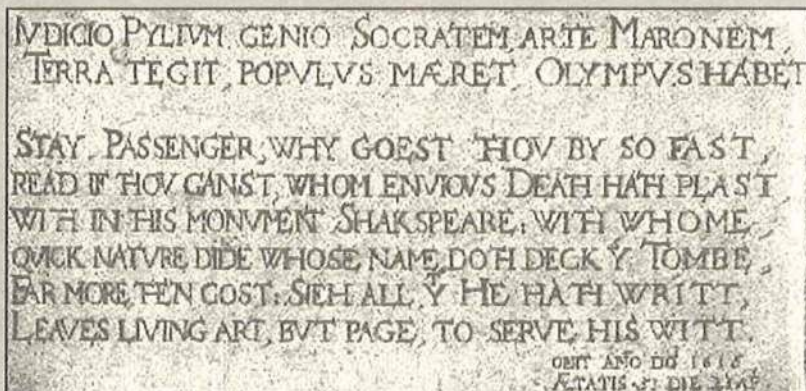 IVDICIO PYLIVM, GENIO SOCRATEM, ARTE MARONEM,
TERRA TEGIT, POPVLVS MÆRET, OLYMPVS HABET
STAY PASSENGER, WHY GOEST THOV BY SO FAST,
READ IF THOV CANST, WHOM ENVIOVS DEATH HATH PLAST
WITH IN THIS MONVMENT SHAKSPEARE: WITH WHOME,
QVICK NATVRE DIDE WHOSE NAME, DOTH DECK Y TOMBE,
FAR MORE, THEN COST: SIEH ALL, Y HE HATH WRITT,
LEAVES LIVING ART, BVT PAGE, TO SERVE HIS WITT.
OBIIT ANO DO 1616
ÆTATIS DIE